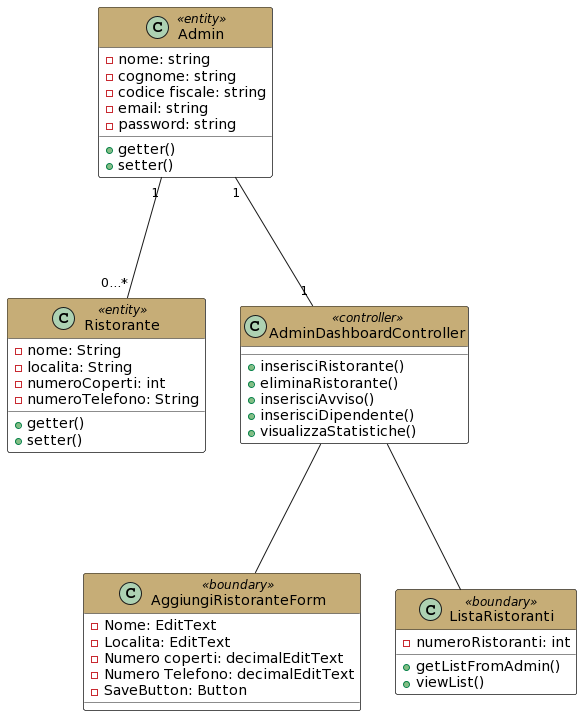 «entity»
C Admin
nome: string
cognome: string
codice fiscale: string
email: string
password: string
getter()
setter()
1
1
0...*
1
«entity»
C Ristorante
nome: String
localita: String
numeroCoperti: int
numeroTelefono: String
getter()
setter()
«controller»
C AdminDashboardController
inserisciRistorante()
eliminaRistorante()
inserisciAvviso()
inserisciDipendente()
visualizzaStatistiche()
«boundary»
C AggiungiRistoranteForm
Nome: EditText
Localita: EditText
Numero coperti: decimalEditText
Numero Telefono: decimalEditText
SaveButton: Button
«boundary»
C ListaRistoranti
numeroRistoranti: int
getListFromAdmin()
viewList()